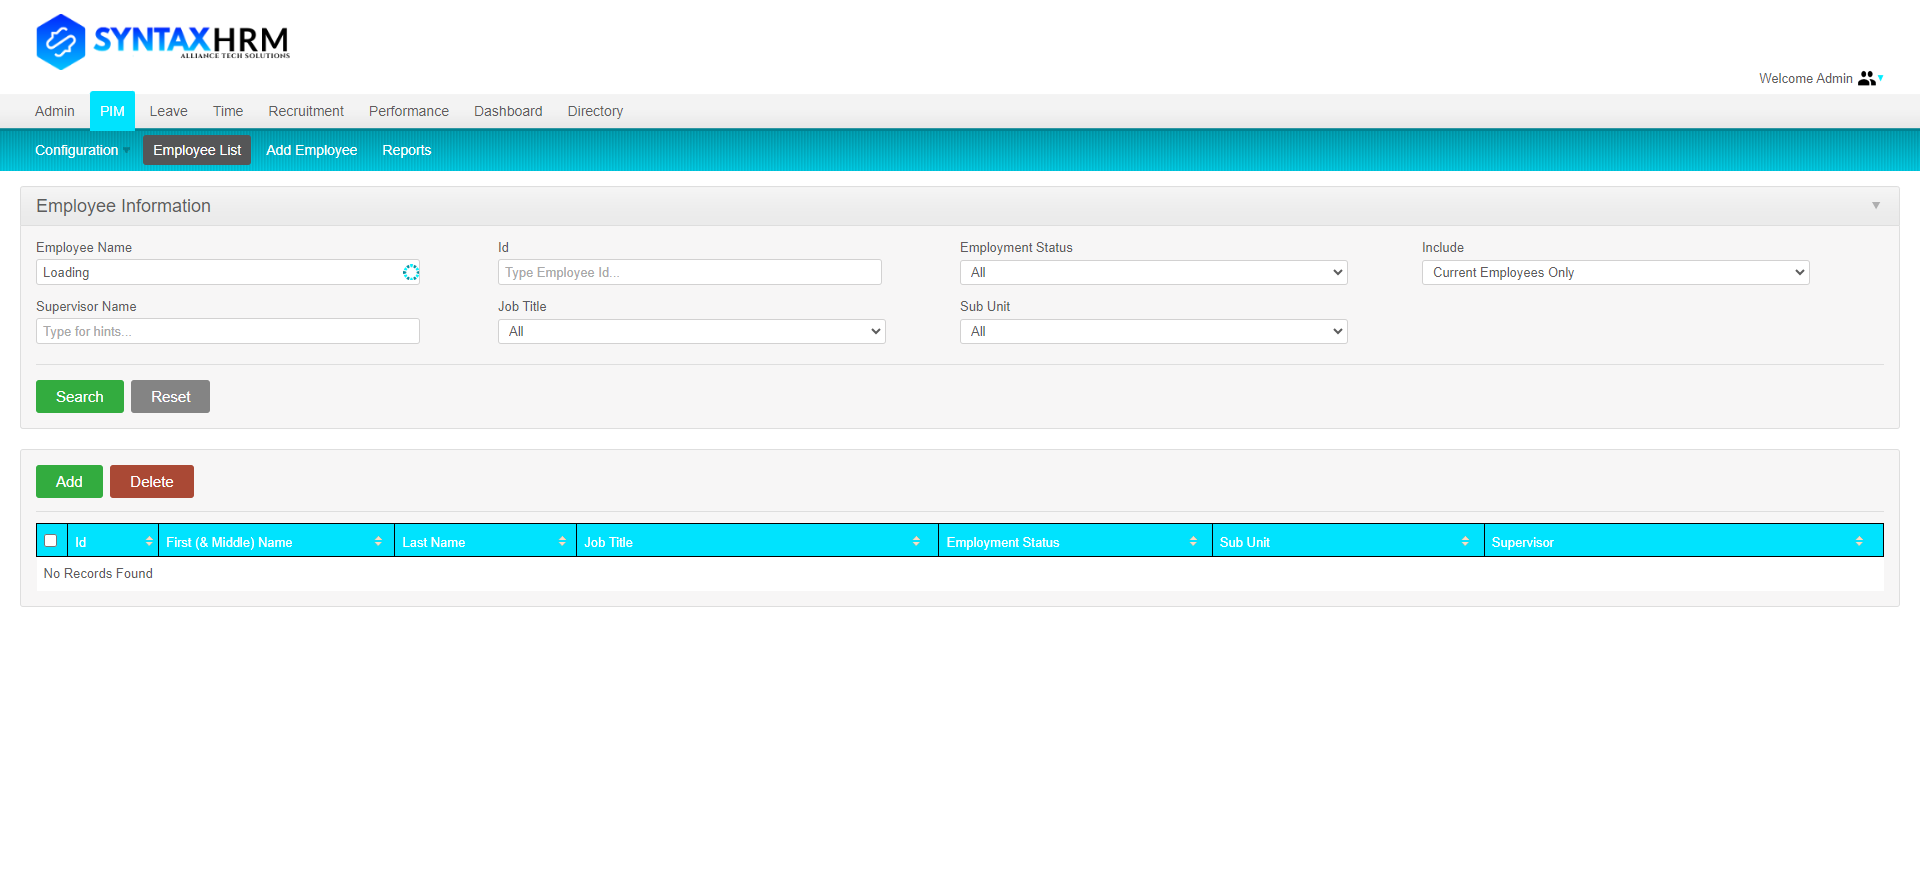 SYNTAXHRM
ALLIANCE TECH SOLUTIONS
Welcome Admin
Admin PIM Leave Time Recruitment Performance Dashboard Directory
Configuration Employee List Add Employee Reports
Employee Information
Employee Name Id Employment Status Include
Loading Type Employee Id... All Current Employees Only
Supervisor Name Job Title Sub Unit
Type for hints... All All
Search Reset
Add Delete
Id First (& Middle) Name Last Name Job Title Employment Status Sub Unit Supervisor
No Records Found